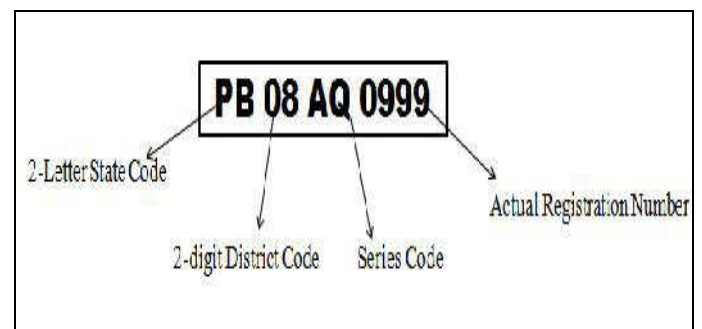 PB 08 AQ 0999
2-Letter State Code
Actual Registration Number
2-digit District Code
Series Code